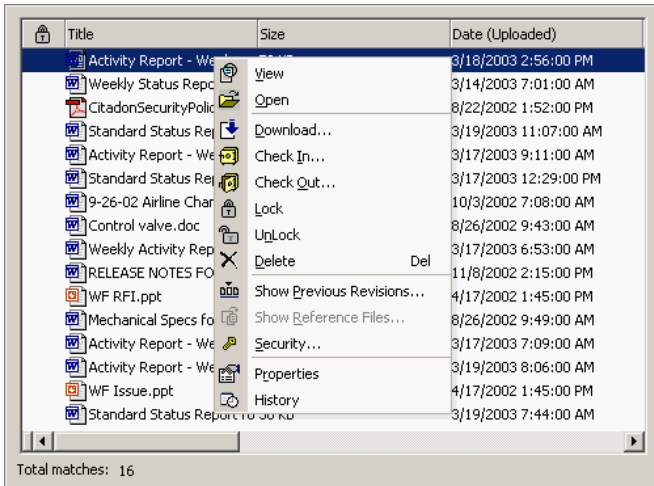 Title Size Date (Uploaded)
Activity Report - We 3/18/2003 2:56:00 PM
View
Weekly Status Repo 3/14/2003 7:01:00 AM
Open
CitadonSecurityPolic 8/22/2002 1:52:00 PM
Standard Status Rep Download... 3/19/2003 11:07:00 AM
Activity Report - We Check In... 3/17/2003 9:11:00 AM
Standard Status Rep Check Out... 3/17/2003 12:29:00 PM
9-26-02 Airline Char Lock 10/3/2002 7:08:00 AM
Control valve.doc UnLock 8/26/2002 9:43:00 AM
Weekly Activity Rep Delete Del 3/17/2003 6:53:00 AM
RELEASE NOTES FO 11/8/2002 2:15:00 PM
WF RFI.ppt Show Previous Revisions... 4/17/2002 1:45:00 PM
Mechanical Specs fo Show Reference Files... 8/26/2002 9:49:00 AM
Activity Report - We Security... 3/17/2003 7:09:00 AM
Activity Report - We Properties 3/19/2003 8:06:00 AM
WF Issue.ppt History 4/17/2002 1:45:00 PM
Standard Status Report 3/19/2003 7:44:00 AM
Total matches: 16